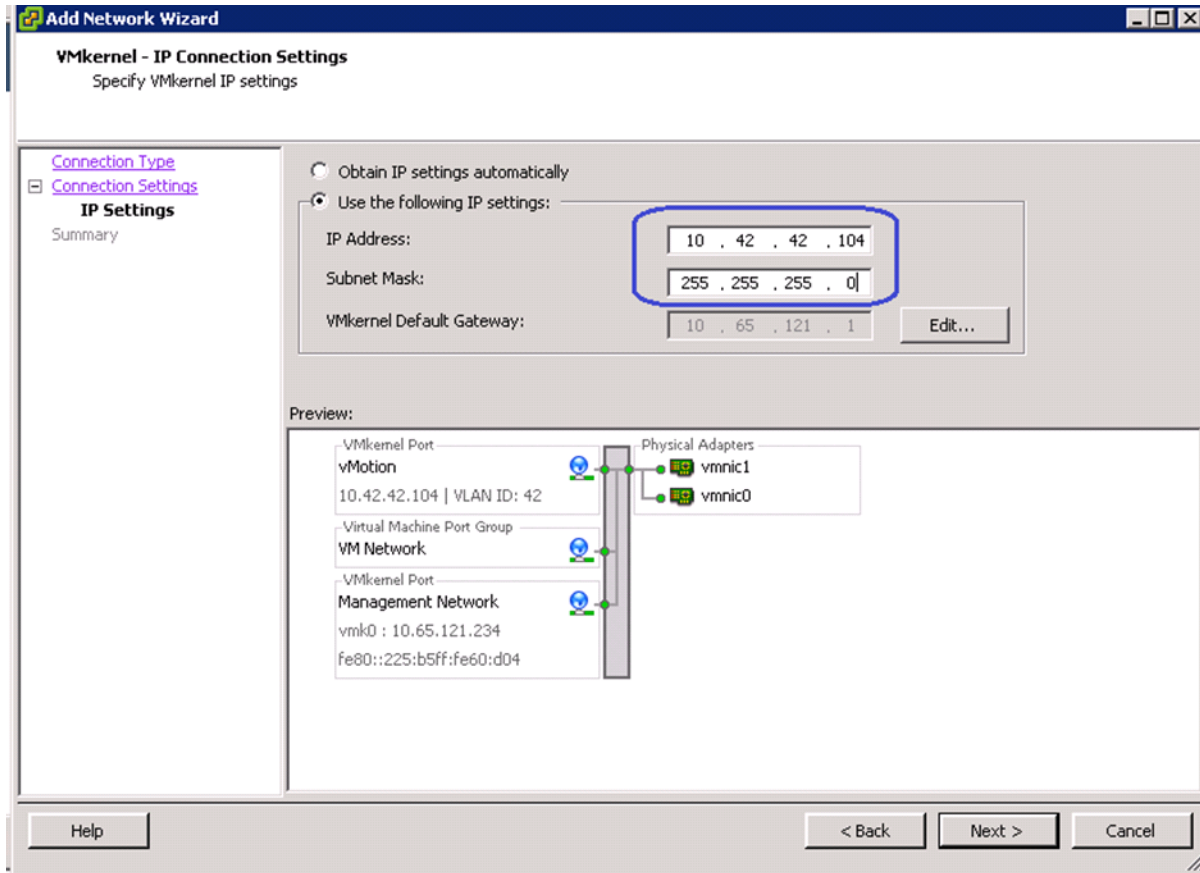 Add Network Wizard
VMkernel - IP Connection Settings
Specify VMkernel IP settings
Connection Type
Connection Settings
IP Settings
Summary
Obtain IP settings automatically
Use the following IP settings:
IP Address:
10 . 42 . 42 . 104
Subnet Mask:
255 . 255 . 255 . 0
VMkernel Default Gateway:
10 . 65 . 121 . 1
Edit...
Preview:
VMkernel Port
vMotion
10.42.42.104 | VLAN ID: 42
Virtual Machine Port Group
VM Network
VMkernel Port
Management Network
vmk0 : 10.65.121.234
fe80::225:b5ff:fe60:d04
Physical Adapters
vmnic1
vmnic0
Help
< Back
Next >
Cancel